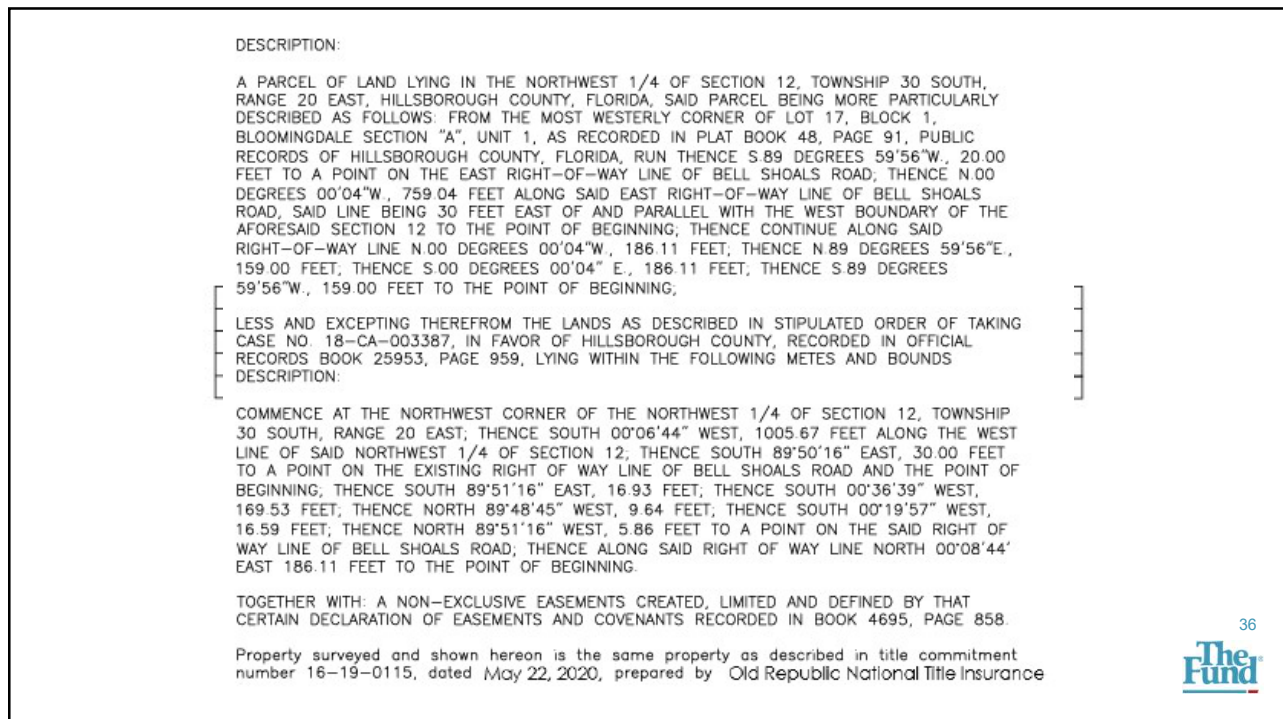 DESCRIPTION:
A PARCEL OF LAND LYING IN THE NORTHWEST 1/4 OF SECTION 12, TOWNSHIP 30 SOUTH,
RANGE 20 EAST, HILLSBOROUGH COUNTY, FLORIDA, SAID PARCEL BEING MORE PARTICULARLY
DESCRIBED AS FOLLOWS: FROM THE MOST WESTERLY CORNER OF LOT 17, BLOCK 1,
BLOOMINGDALE SECTION "A", UNIT 1, AS RECORDED IN PLAT BOOK 48, PAGE 91, PUBLIC
RECORDS OF HILLSBOROUGH COUNTY, FLORIDA, RUN THENCE S.89 DEGREES 59'56"W., 20.00
FEET TO A POINT ON THE EAST RIGHT-OF-WAY LINE OF BELL SHOALS ROAD; THENCE N.00
DEGREES 00'04"W., 759.04 FEET ALONG SAID EAST RIGHT-OF-WAY LINE OF BELL SHOALS
ROAD, SAID LINE BEING 30 FEET EAST OF AND PARALLEL WITH THE WEST BOUNDARY OF THE
AFORESAID SECTION 12 TO THE POINT OF BEGINNING; THENCE CONTINUE ALONG SAID
RIGHT-OF-WAY LINE N.00 DEGREES 00'04"W., 186.11 FEET; THENCE N.89 DEGREES 59'56"E.,
159.00 FEET; THENCE S.00 DEGREES 00'04" E., 186.11 FEET; THENCE S.89 DEGREES
59'56"W., 159.00 FEET TO THE POINT OF BEGINNING;
LESS AND EXCEPTING THEREFROM THE LANDS AS DESCRIBED IN STIPULATED ORDER OF TAKING
CASE NO. 18-CA-003387, IN FAVOR OF HILLSBOROUGH COUNTY, RECORDED IN OFFICIAL
RECORDS BOOK 25953, PAGE 959, LYING WITHIN THE FOLLOWING METES AND BOUNDS
DESCRIPTION:
COMMENCE AT THE NORTHWEST CORNER OF THE NORTHWEST 1/4 OF SECTION 12, TOWNSHIP
30 SOUTH, RANGE 20 EAST; THENCE SOUTH 00°06'44" WEST, 1005.67 FEET ALONG THE WEST
LINE OF SAID NORTHWEST 1/4 OF SECTION 12; THENCE SOUTH 89°50'16" EAST, 30.00 FEET
TO A POINT ON THE EXISTING RIGHT OF WAY LINE OF BELL SHOALS ROAD AND THE POINT OF
BEGINNING; THENCE SOUTH 89°51'16" EAST, 16.93 FEET; THENCE SOUTH 00°36'39" WEST,
169.53 FEET; THENCE NORTH 89°48'45" WEST, 9.64 FEET; THENCE SOUTH 00°19'57" WEST,
16.59 FEET; THENCE NORTH 89°51'16" WEST, 5.86 FEET TO A POINT ON THE SAID RIGHT OF
WAY LINE OF BELL SHOALS ROAD; THENCE ALONG SAID RIGHT OF WAY LINE NORTH 00°08'44'
EAST 186.11 FEET TO THE POINT OF BEGINNING.
TOGETHER WITH: A NON-EXCLUSIVE EASEMENTS CREATED, LIMITED AND DEFINED BY THAT
CERTAIN DECLARATION OF EASEMENTS AND COVENANTS RECORDED IN BOOK 4695, PAGE 858.
Property surveyed and shown hereon is the same property as described in title commitment
number 16-19-0115, dated May 22, 2020, prepared by Old Republic National Title Insurance
36
The Fund